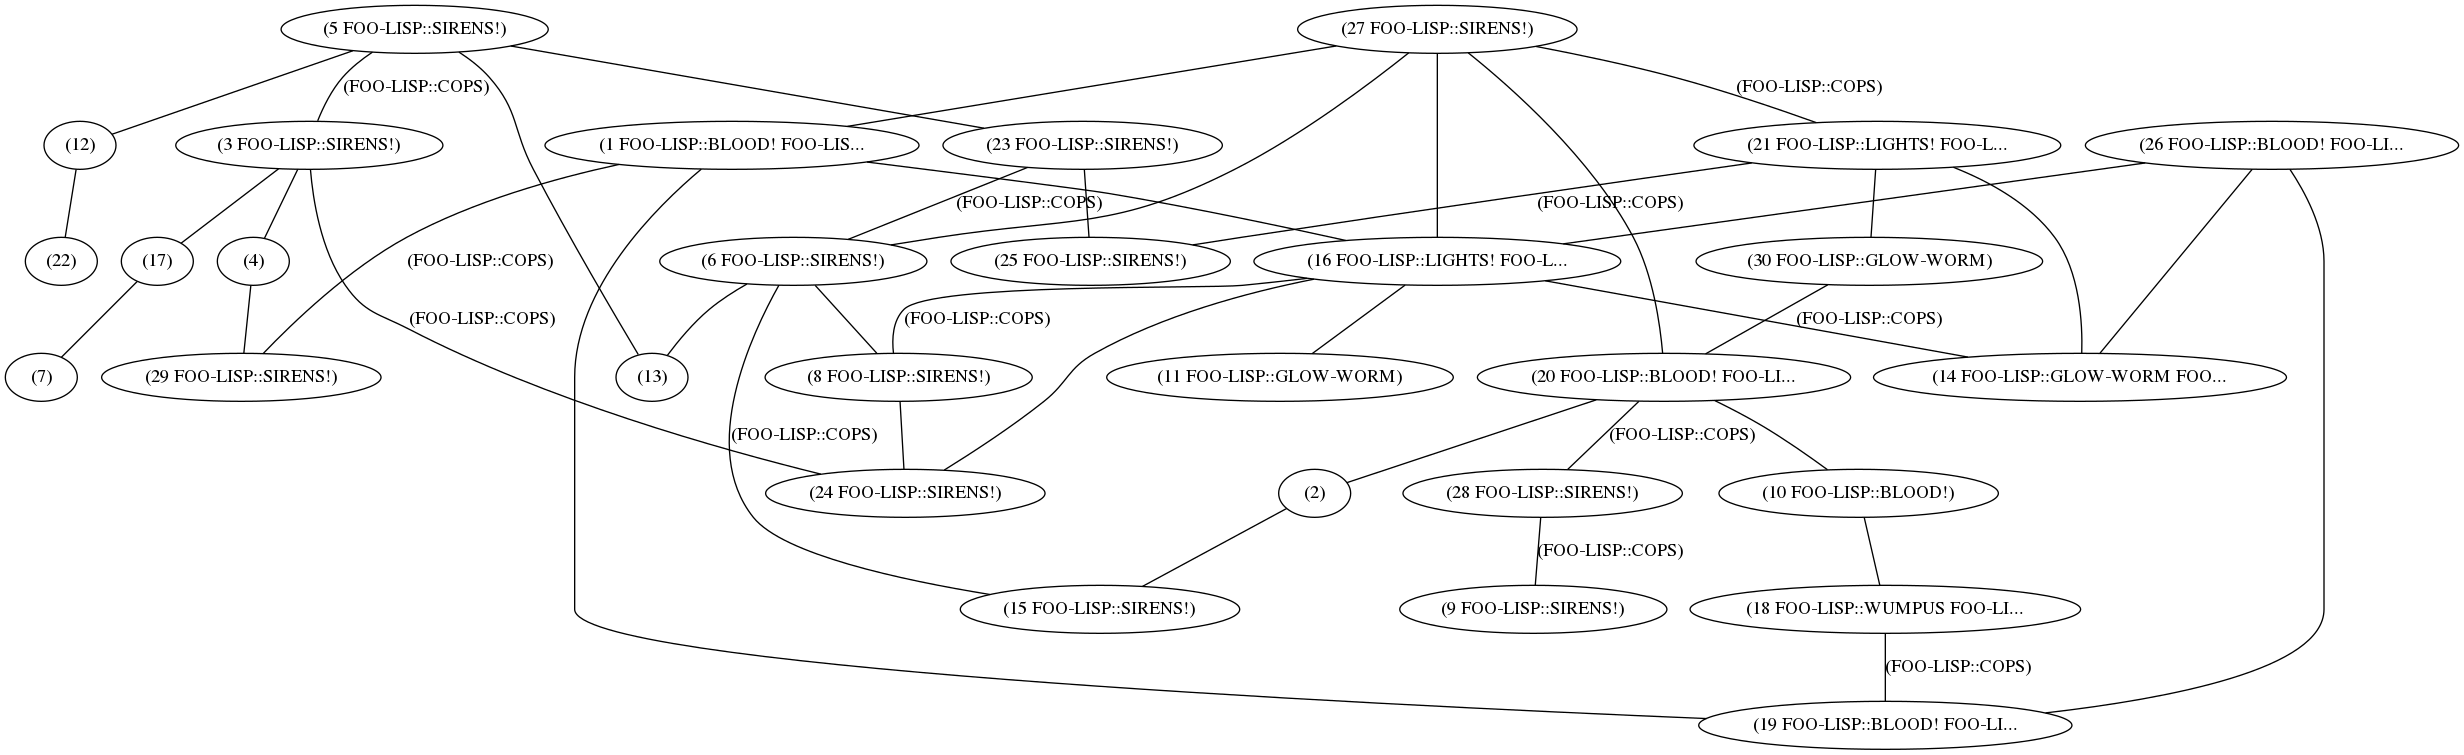 (5 FOO-LISP::SIRENS!)
(27 FOO-LISP::SIRENS!)
(FOO-LISP::COPS)
(FOO-LISP::COPS)
(12)
(3 FOO-LISP::SIRENS!)
(1 FOO-LISP::BLOOD! FOO-LIS...
(23 FOO-LISP::SIRENS!)
(21 FOO-LISP::LIGHTS! FOO-L...
(26 FOO-LISP::BLOOD! FOO-LI...
(FOO-LISP::COPS)
(FOO-LISP::COPS)
(22)
(17)
(4)
(FOO-LISP::COPS)
(6 FOO-LISP::SIRENS!)
(25 FOO-LISP::SIRENS!)
(16 FOO-LISP::LIGHTS! FOO-L...
(30 FOO-LISP::GLOW-WORM)
(FOO-LISP::COPS)
(FOO-LISP::COPS)
(FOO-LISP::COPS)
(7)
(29 FOO-LISP::SIRENS!)
(13)
(8 FOO-LISP::SIRENS!)
(11 FOO-LISP::GLOW-WORM)
(20 FOO-LISP::BLOOD! FOO-LI...
(14 FOO-LISP::GLOW-WORM FOO...
(FOO-LISP::COPS)
(FOO-LISP::COPS)
(24 FOO-LISP::SIRENS!)
(2)
(28 FOO-LISP::SIRENS!)
(10 FOO-LISP::BLOOD!)
(FOO-LISP::COPS)
(15 FOO-LISP::SIRENS!)
(9 FOO-LISP::SIRENS!)
(18 FOO-LISP::WUMPUS FOO-LI...
(FOO-LISP::COPS)
(19 FOO-LISP::BLOOD! FOO-LI...